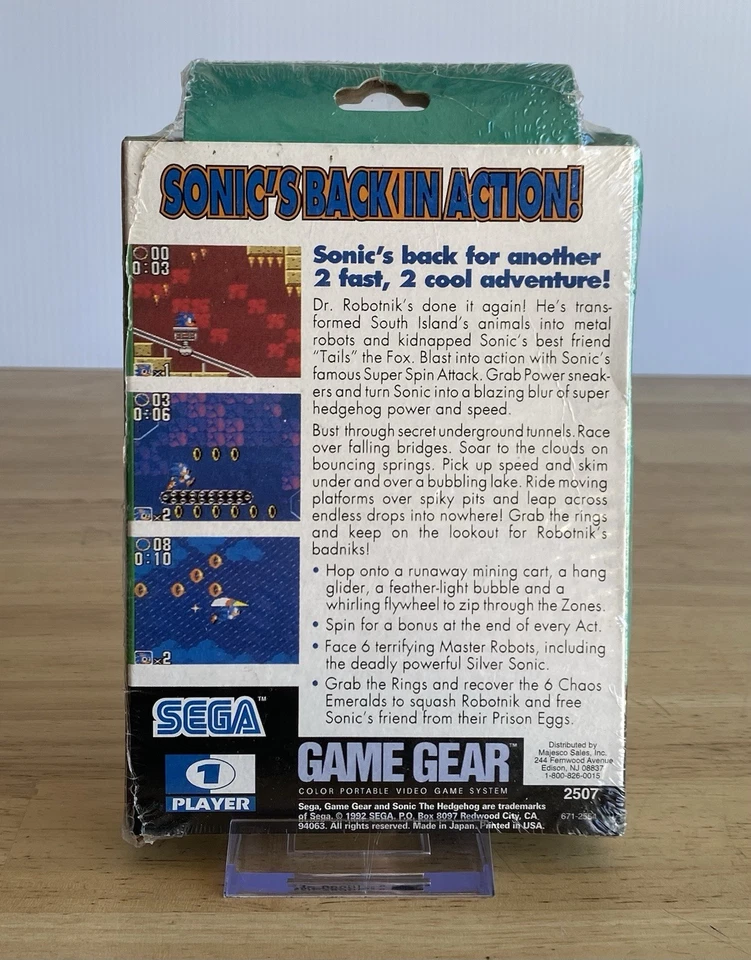 SONIC'S BACK IN ACTION!
00
0:03
×1
03
0:06
×2
08
0:10
×2
Sonic's back for another
2 fast, 2 cool adventure!
Dr. Robotnik's done it again! He's trans-
formed South Island's animals into metal
robots and kidnapped Sonic's best friend
"Tails" the Fox. Blast into action with Sonic's
famous Super Spin Attack. Grab Power sneak-
ers and turn Sonic into a blazing blur of super
hedgehog power and speed.
Bust through secret underground tunnels. Race
over falling bridges. Soar to the clouds on
bouncing springs. Pick up speed and skim
under and over a bubbling lake. Ride moving
platforms over spiky pits and leap across
endless drops into nowhere! Grab the rings
and keep on the lookout for Robotnik's
badniks!
• Hop onto a runaway mining cart, a hang
glider, a feather-light bubble and a
whirling flywheel to zip through the Zones.
• Spin for a bonus at the end of every Act.
• Face 6 terrifying Master Robots, including
the deadly powerful Silver Sonic.
• Grab the Rings and recover the 6 Chaos
Emeralds to squash Robotnik and free
Sonic's friend from their Prison Eggs.
SEGA™
1
PLAYER
GAME GEAR™
COLOR PORTABLE VIDEO GAME SYSTEM
Sega, Game Gear and Sonic The Hedgehog are trademarks
of Sega. © 1992 SEGA. P.O. Box 8097 Redwood City, CA
94063. All rights reserved. Made in Japan. Printed in USA.
Distributed by
Majesco Sales, Inc.
244 Fernwood Avenue
Edison, NJ 08837
1-800-826-0015
2507